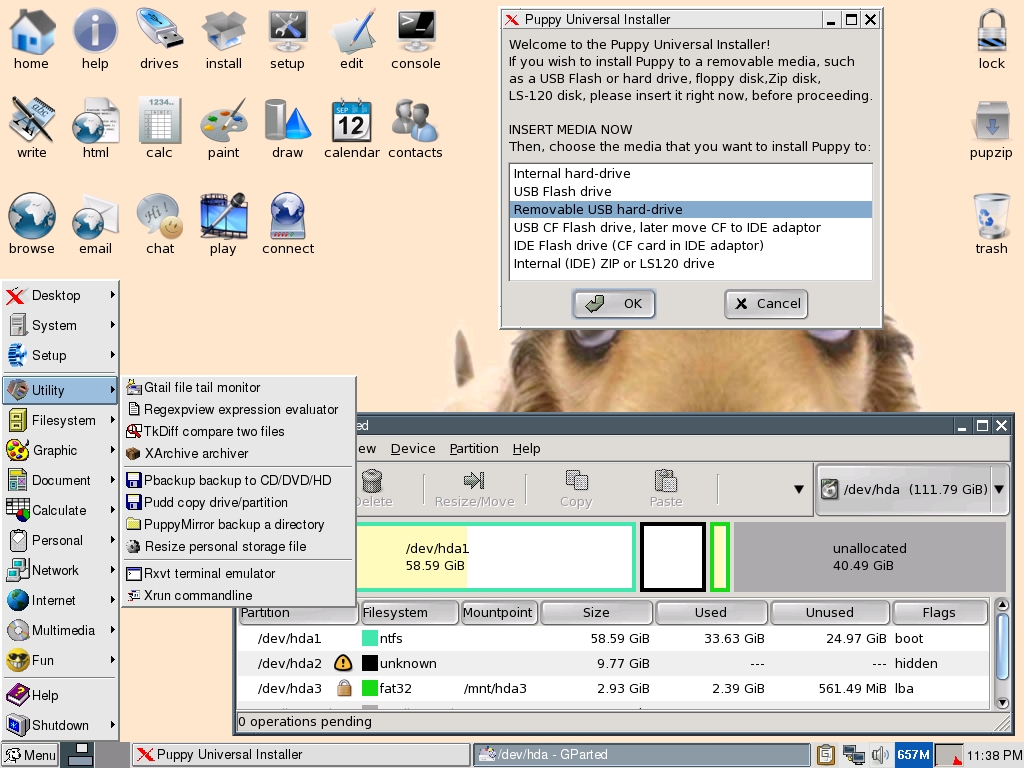 home help drives install setup edit console
write html calc paint draw calendar contacts
SEP
12
1234...
browse email chat play connect
Hi!
lock
pupzip
trash
Puppy Universal Installer
Welcome to the Puppy Universal Installer!
If you wish to install Puppy to a removable media, such
as a USB Flash or hard drive, floppy disk,Zip disk,
LS-120 disk, please insert it right now, before proceeding.
INSERT MEDIA NOW
Then, choose the media that you want to install Puppy to:
Internal hard-drive
USB Flash drive
Removable USB hard-drive
USB CF Flash drive, later move CF to IDE adaptor
IDE Flash drive (CF card in IDE adaptor)
Internal (IDE) ZIP or LS120 drive
OK Cancel
Desktop
System
Setup
Utility
Filesystem
Graphic
Document
Calculate
Personal
Network
Internet
Multimedia
Fun
Help
Shutdown
Gtail file tail monitor
Regexpview expression evaluator
TkDiff compare two files
XArchive archiver
Pbackup backup to CD/DVD/HD
Pudd copy drive/partition
PuppyMirror backup a directory
Resize personal storage file
Rxvt terminal emulator
Xrun commandline
ted
ew Device Partition Help
Delete Resize/Move Copy Paste /dev/hda (111.79 GiB)
/dev/hda1
58.59 GiB
unallocated
40.49 GiB
Partition Filesystem Mountpoint Size Used Unused Flags
/dev/hda1 ntfs 58.59 GiB 33.63 GiB 24.97 GiB boot
/dev/hda2 unknown 9.77 GiB --- --- hidden
/dev/hda3 fat32 /mnt/hda3 2.93 GiB 2.39 GiB 561.49 MiB lba
0 operations pending
Menu Puppy Universal Installer /dev/hda - GParted 657M 11:38 PM